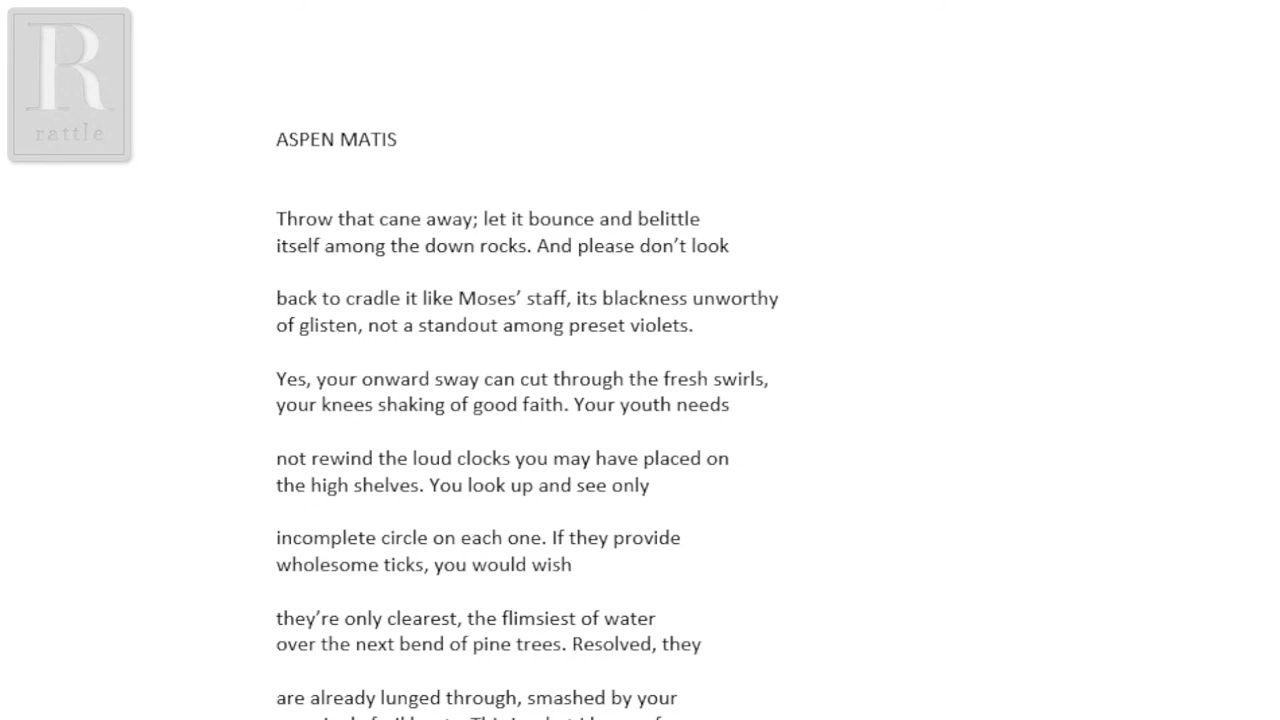 R
rattle
ASPEN MATIS
Throw that cane away; let it bounce and belittle
itself among the down rocks. And please don’t look
back to cradle it like Moses’ staff, its blackness unworthy
of glisten, not a standout among preset violets.
Yes, your onward sway can cut through the fresh swirls,
your knees shaking of good faith. Your youth needs
not rewind the loud clocks you may have placed on
the high shelves. You look up and see only
incomplete circle on each one. If they provide
wholesome ticks, you would wish
they’re only clearest, the flimsiest of water
over the next bend of pine trees. Resolved, they
are already lunged through, smashed by your